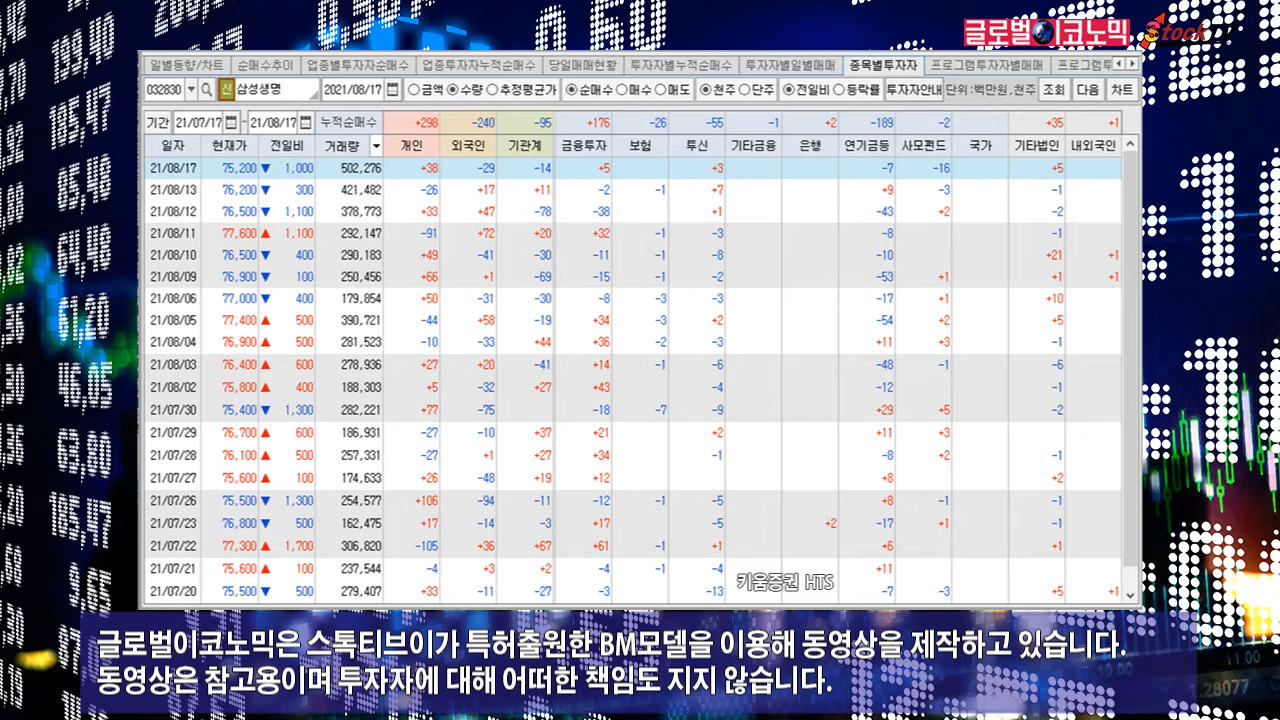 글로벌이코노믹 Stock
일별동향/차트 순매수추이 업종별투자자순매수 업종투자자누적순매수 당일매매현황 투자자별누적순매수 투자자별일별매매 종목별투자자 프로그램투자자별매매 프로그램투
032830 신 삼성생명 2021/08/17 금액 수량 추정평균가 순매수 매수 매도 천주 단주 전일비 등락률 투자자안내 단위:백만원,천주 조회 다음 차트
기간 21/07/17 ~ 21/08/17 누적순매수 +298 -240 -95 +176 -26 -55 -1 +2 -189 -2 +35 +1
일자 현재가 전일비 거래량 개인 외국인 기관계 금융투자 보험 투신 기타금융 은행 연기금등 사모펀드 국가 기타법인 내외국인
21/08/17 75,200 ▼ 1,000 502,276 +38 -29 -14 +5 +3 -7 -16 +5
21/08/13 76,200 ▼ 300 421,482 -26 +17 +11 -2 -1 +7 +9 -3 -1
21/08/12 76,500 ▼ 1,100 378,773 +33 +47 -78 -38 +1 -43 +2 -2
21/08/11 77,600 ▲ 1,100 292,147 -91 +72 +20 +32 -1 -3 -8 -1
21/08/10 76,500 ▼ 400 290,183 +49 -41 -30 -11 -1 -8 -10 +21 +1
21/08/09 76,900 ▼ 100 250,456 +66 +1 -69 -15 -1 -2 -53 +1 +1 +1
21/08/06 77,000 ▼ 400 179,854 +50 -31 -30 -8 -3 -3 -17 +1 +10
21/08/05 77,400 ▲ 500 390,721 -44 +58 -19 +34 -3 +2 -54 +2 +5
21/08/04 76,900 ▲ 500 281,523 -10 -33 +44 +36 -2 -3 +11 +3 -1
21/08/03 76,400 ▲ 600 278,936 +27 +20 -41 +14 -1 -6 -48 -1 -6
21/08/02 75,800 ▲ 400 188,303 +5 -32 +27 +43 -4 -12 -1
21/07/30 75,400 ▼ 1,300 282,221 +77 -75 -18 -7 -9 +29 +5 -2
21/07/29 76,700 ▲ 600 186,931 -27 -10 +37 +21 +2 +11 +3
21/07/28 76,100 ▲ 500 257,331 -27 +1 +27 +34 -1 -8 +2 -1
21/07/27 75,600 ▲ 100 174,633 +26 -48 +19 +12 +8 +2
21/07/26 75,500 ▼ 1,300 254,577 +106 -94 -11 -12 -1 -5 +8 -1 -1
21/07/23 76,800 ▼ 500 162,475 +17 -14 -3 +17 -5 +2 -17 +1 -1
21/07/22 77,300 ▲ 1,700 306,820 -105 +36 +67 +61 -1 +1 +6 +1
21/07/21 75,600 ▲ 100 237,544 -4 +3 +2 -4 -1 -4 +11
21/07/20 75,500 ▼ 500 279,407 +33 -11 -27 -3 -13 -7 -3 +5 +1
키움증권 HTS
글로벌이코노믹은 스톡티브이가 특허출원한 BM모델을 이용해 동영상을 제작하고 있습니다.
동영상은 참고용이며 투자자에 대해 어떠한 책임도 지지 않습니다.
199,40
185,47
85,48
64,48
61,20
46,05
63,80
185,47
9,65
11.00
1.28077